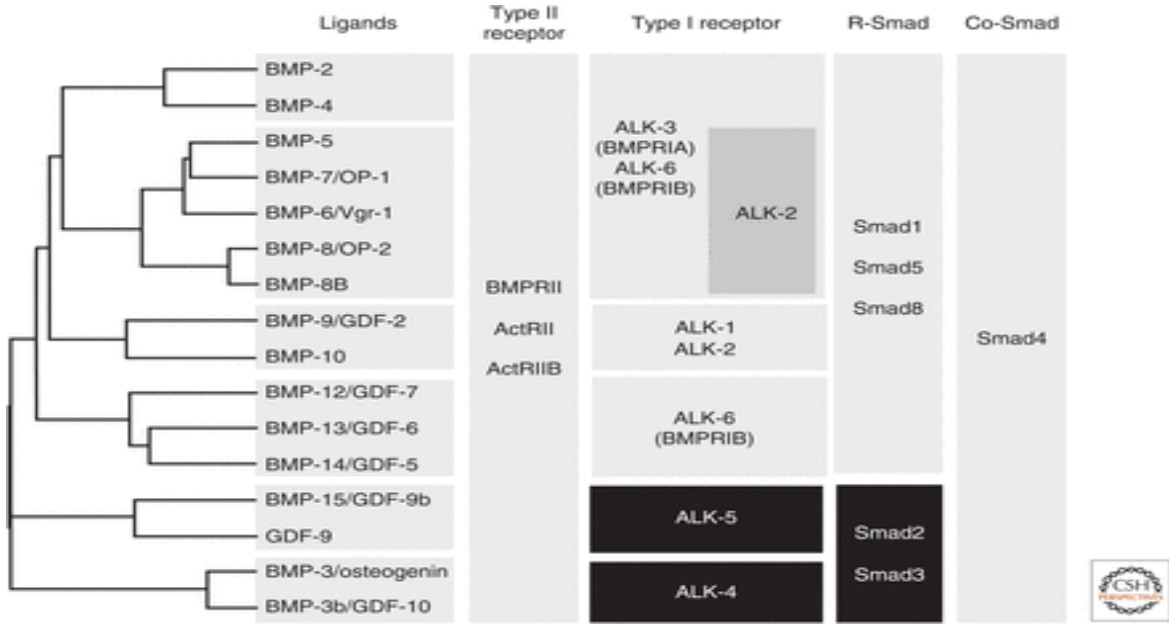 Ligands
Type II
receptor
Type I receptor
R-Smad
Co-Smad
BMP-2
BMP-4
BMP-5
BMP-7/OP-1
BMP-6/Vgr-1
BMP-8/OP-2
BMP-8B
BMP-9/GDF-2
BMP-10
BMP-12/GDF-7
BMP-13/GDF-6
BMP-14/GDF-5
BMP-15/GDF-9b
GDF-9
BMP-3/osteogenin
BMP-3b/GDF-10
BMPRII
ActRII
ActRIIB
ALK-3
(BMPRIA)
ALK-6
(BMPRIB)
ALK-2
ALK-1
ALK-2
ALK-6
(BMPRIB)
ALK-5
ALK-4
Smad1
Smad5
Smad8
Smad2
Smad3
Smad4
CSH
PERSPECTIVES